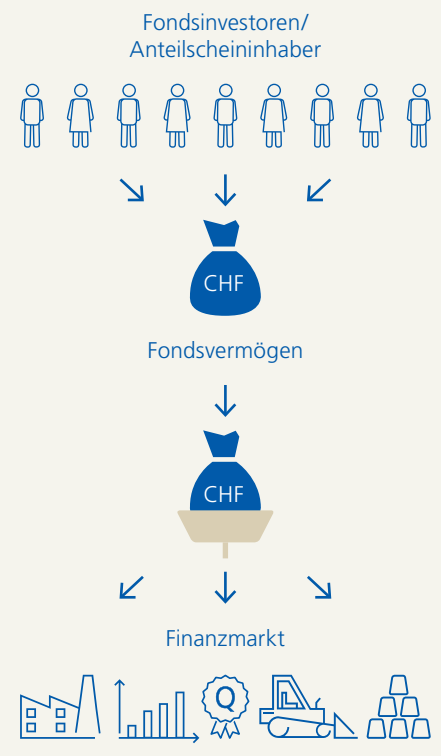 Fondsinvestoren/
Anteilscheininhaber
CHF
Fondsvermögen
CHF
Finanzmarkt
Q